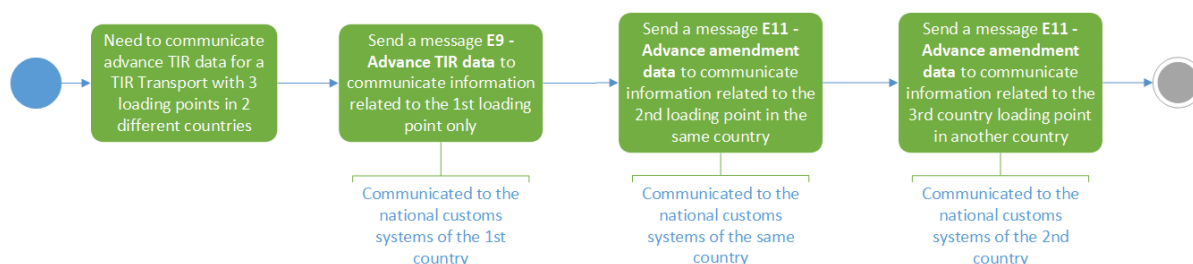 Need to communicate
advance TIR data for a
TIR Transport with 3
loading points in 2
different countries
Send a message E9 -
Advance TIR data to
communicate information
related to the 1st loading
point only
Send a message E11 -
Advance amendment
data to communicate
information related to the
2nd loading point in the
same country
Send a message E11 -
Advance amendment
data to communicate
information related to the
3rd country loading point
in another country
Communicated to the
national customs
systems of the 1st
country
Communicated to the
national customs
systems of the same
country
Communicated to the
national customs
systems of the 2nd
country